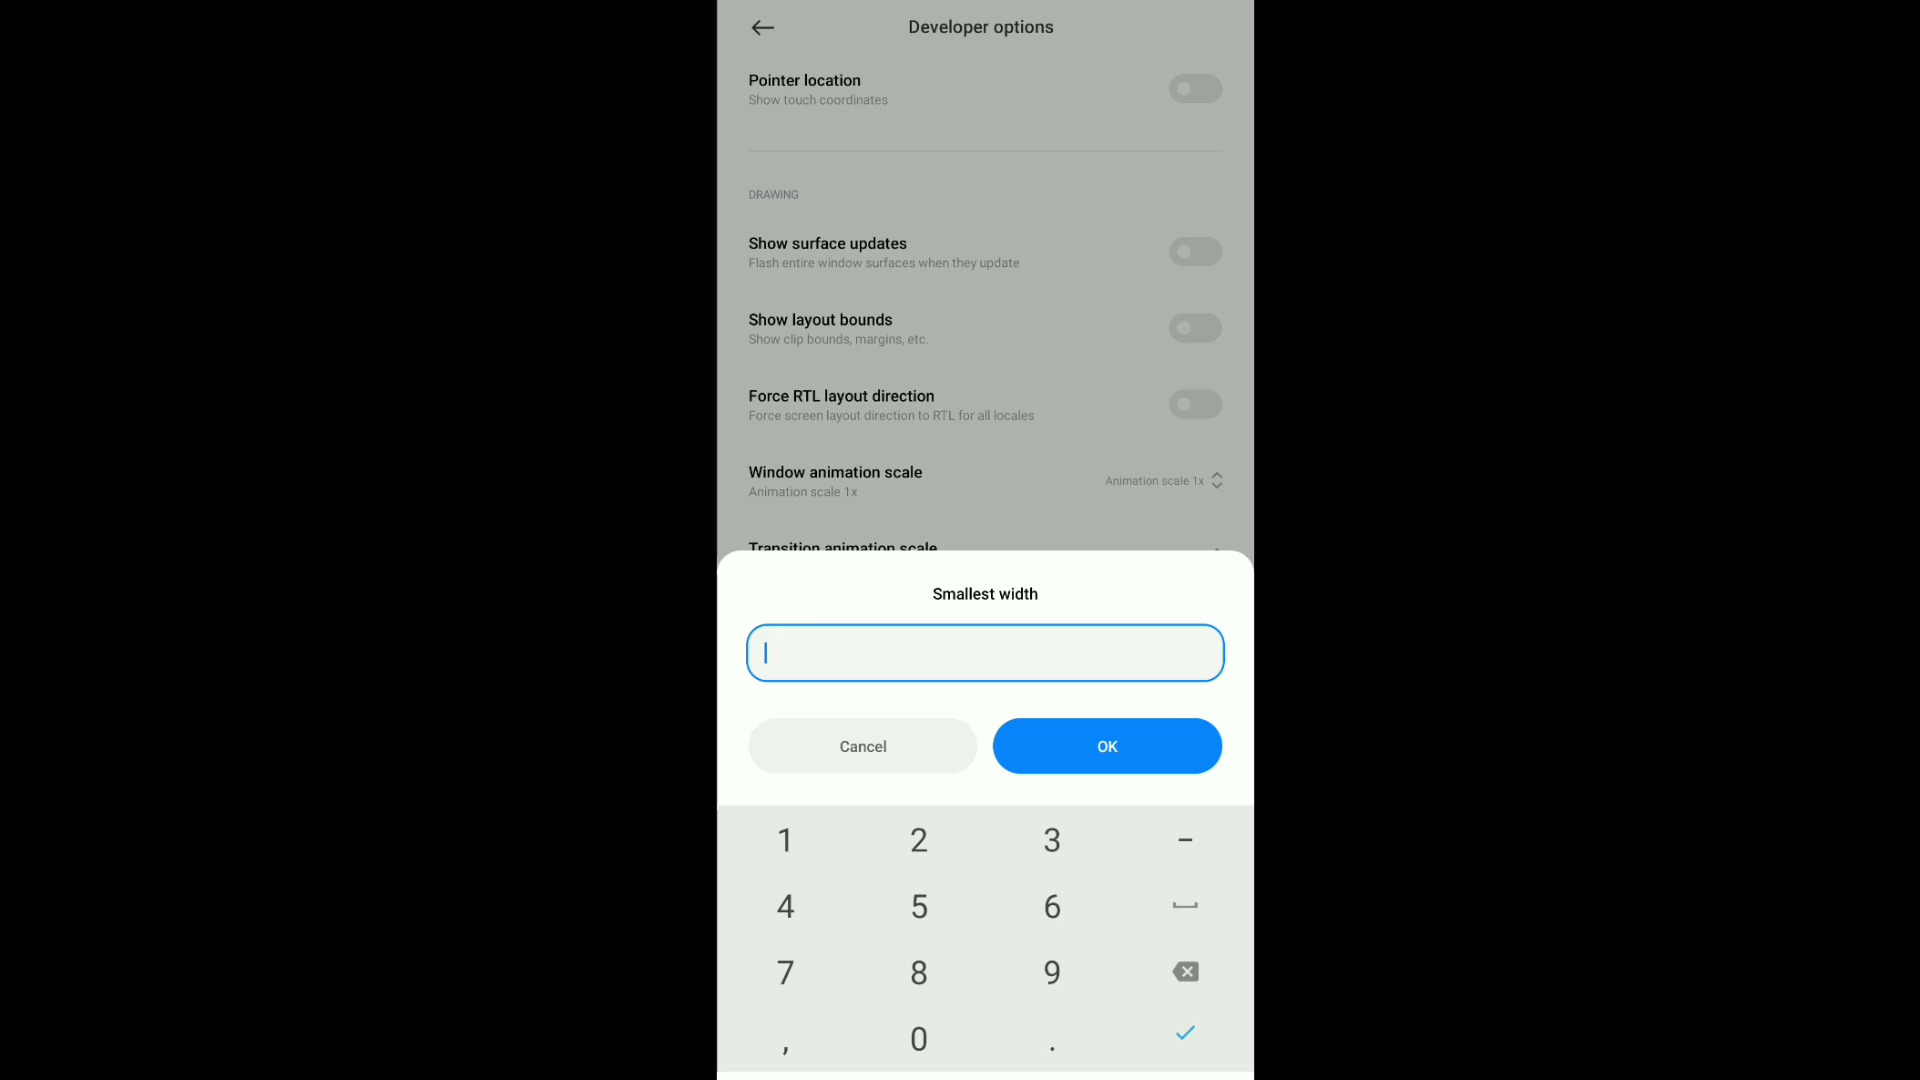 Developer options
Pointer location
Show touch coordinates
DRAWING
Show surface updates
Flash entire window surfaces when they update
Show layout bounds
Show clip bounds, margins, etc.
Force RTL layout direction
Force screen layout direction to RTL for all locales
Window animation scale
Animation scale 1x
Animation scale 1x
Transition animation scale
Smallest width
Cancel OK
1 2 3 -
4 5 6
7 8 9
, 0 .